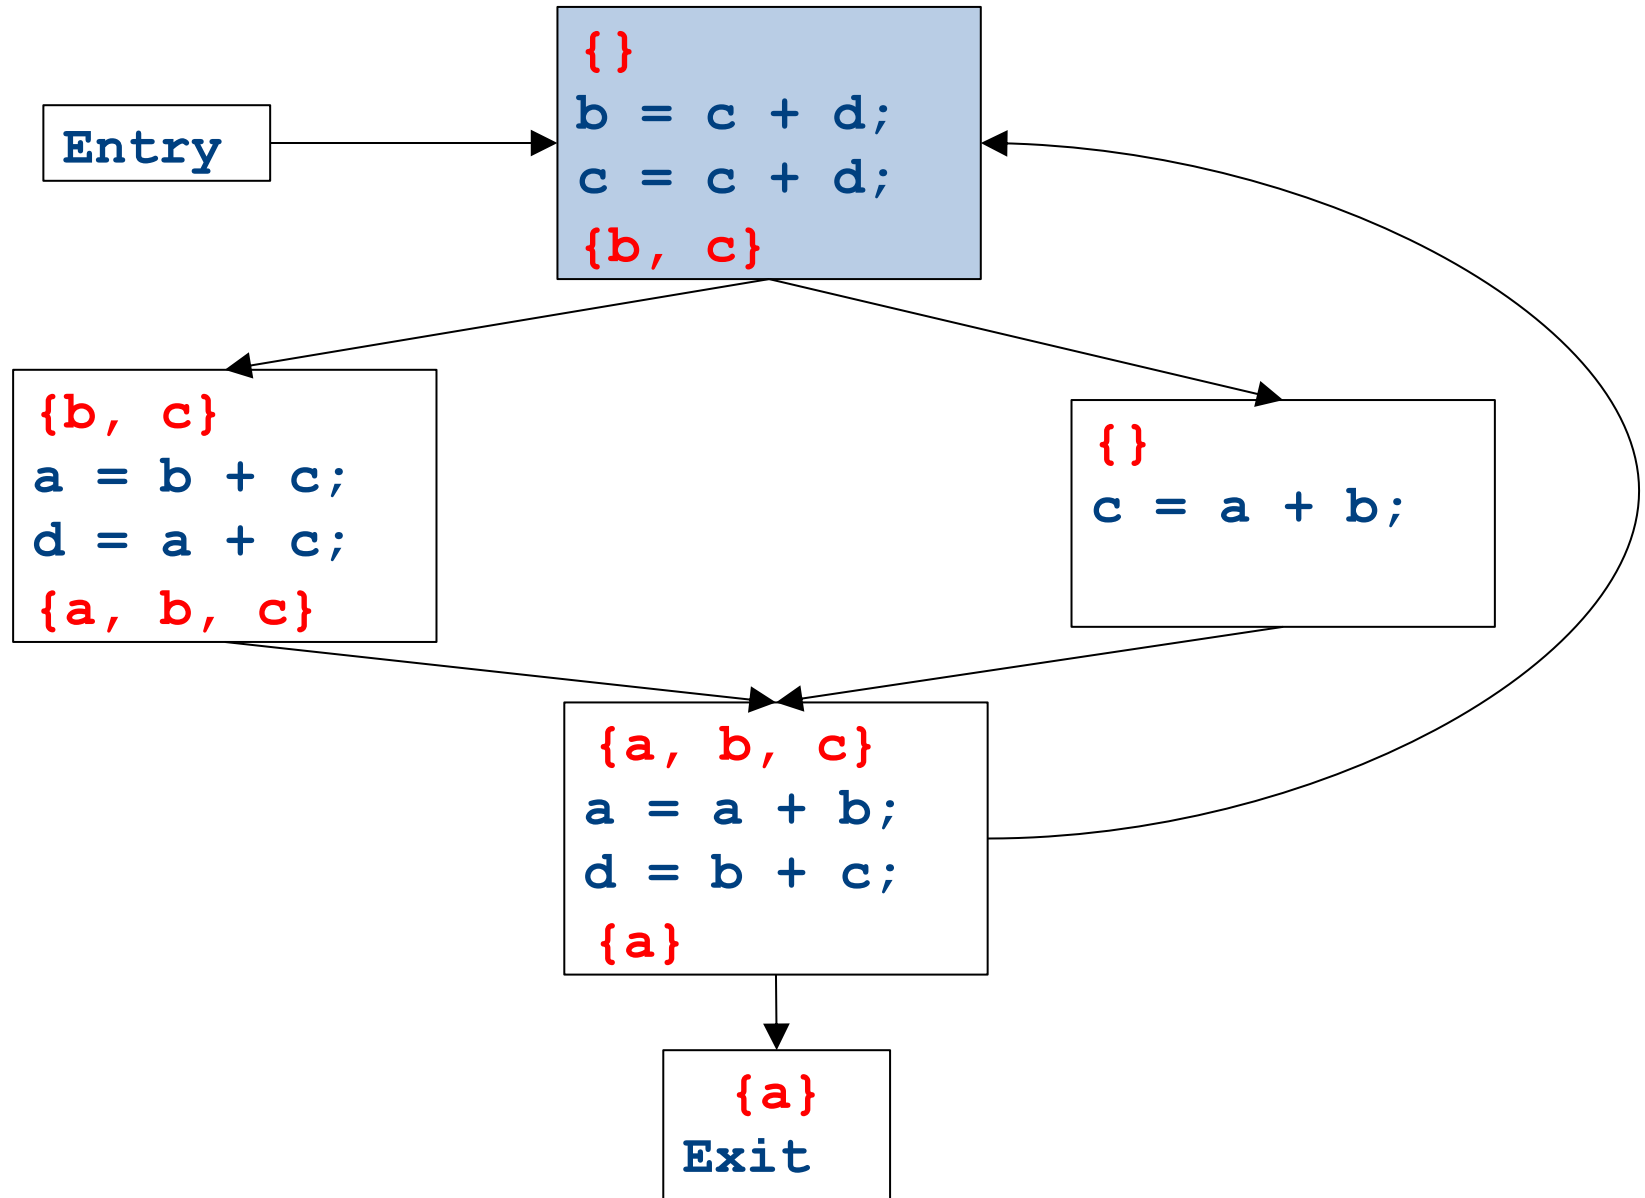 {}
b = c + d;
c = c + d;
{b, c}
Entry
{b, c}
a = b + c;
d = a + c;
{a, b, c}
{}
c = a + b;
{a, b, c}
a = a + b;
d = b + c;
{a}
{a}
Exit